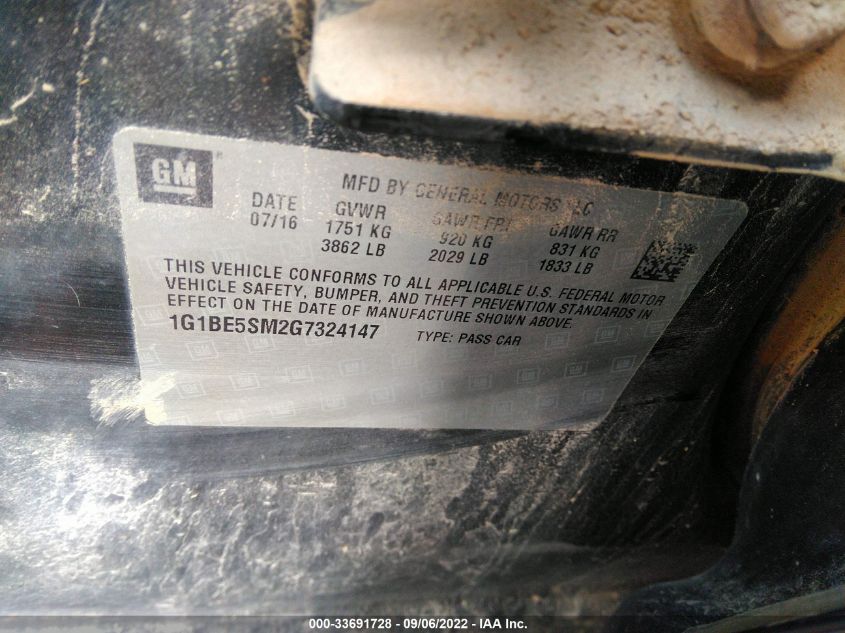 GM
MFD BY GENERAL MOTORS LLC
DATE GVWR GAWR FRT GAWR RR
07/16 1751 KG 920 KG 831 KG
3862 LB 2029 LB 1833 LB
THIS VEHICLE CONFORMS TO ALL APPLICABLE U.S. FEDERAL MOTOR
VEHICLE SAFETY, BUMPER, AND THEFT PREVENTION STANDARDS IN
EFFECT ON THE DATE OF MANUFACTURE SHOWN ABOVE.
1G1BE5SM2G7324147 TYPE: PASS CAR
000-33691728 - 09/06/2022 - IAA Inc.